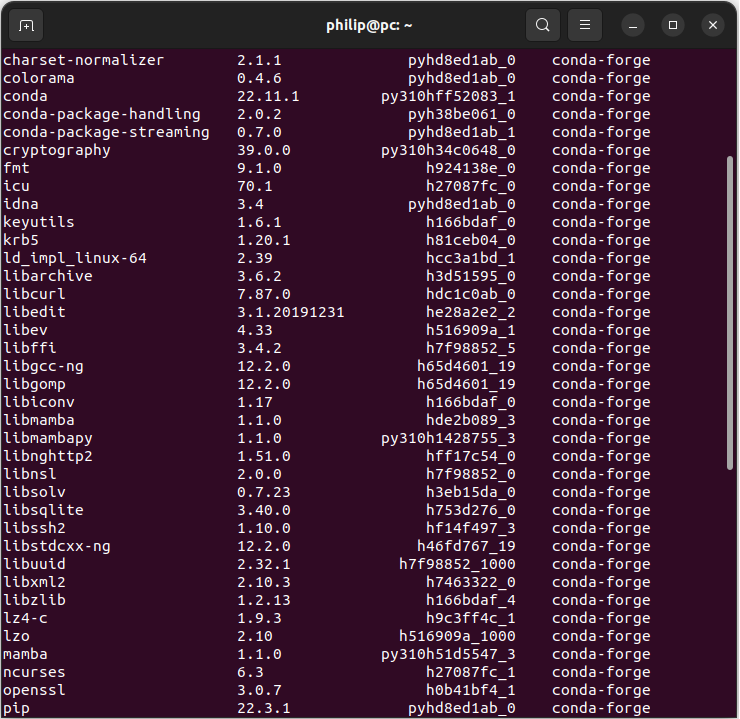 philip@pc: ~
charset-normalizer 2.1.1 pyhd8ed1ab_0 conda-forge
colorama 0.4.6 pyhd8ed1ab_0 conda-forge
conda 22.11.1 py310hff52083_1 conda-forge
conda-package-handling 2.0.2 pyh38be061_0 conda-forge
conda-package-streaming 0.7.0 pyhd8ed1ab_1 conda-forge
cryptography 39.0.0 py310h34c0648_0 conda-forge
fmt 9.1.0 h924138e_0 conda-forge
icu 70.1 h27087fc_0 conda-forge
idna 3.4 pyhd8ed1ab_0 conda-forge
keyutils 1.6.1 h166bdaf_0 conda-forge
krb5 1.20.1 h81ceb04_0 conda-forge
ld_impl_linux-64 2.39 hcc3a1bd_1 conda-forge
libarchive 3.6.2 h3d51595_0 conda-forge
libcurl 7.87.0 hdc1c0ab_0 conda-forge
libedit 3.1.20191231 he28a2e2_2 conda-forge
libev 4.33 h516909a_1 conda-forge
libffi 3.4.2 h7f98852_5 conda-forge
libgcc-ng 12.2.0 h65d4601_19 conda-forge
libgomp 12.2.0 h65d4601_19 conda-forge
libiconv 1.17 h166bdaf_0 conda-forge
libmamba 1.1.0 hde2b089_3 conda-forge
libmambapy 1.1.0 py310h1428755_3 conda-forge
libnghttp2 1.51.0 hff17c54_0 conda-forge
libnsl 2.0.0 h7f98852_0 conda-forge
libsolv 0.7.23 h3eb15da_0 conda-forge
libsqlite 3.40.0 h753d276_0 conda-forge
libssh2 1.10.0 hf14f497_3 conda-forge
libstdcxx-ng 12.2.0 h46fd767_19 conda-forge
libuuid 2.32.1 h7f98852_1000 conda-forge
libxml2 2.10.3 h7463322_0 conda-forge
libzlib 1.2.13 h166bdaf_4 conda-forge
lz4-c 1.9.3 h9c3ff4c_1 conda-forge
lzo 2.10 h516909a_1000 conda-forge
mamba 1.1.0 py310h51d5547_3 conda-forge
ncurses 6.3 h27087fc_1 conda-forge
openssl 3.0.7 h0b41bf4_1 conda-forge
pip 22.3.1 pyhd8ed1ab_0 conda-forge